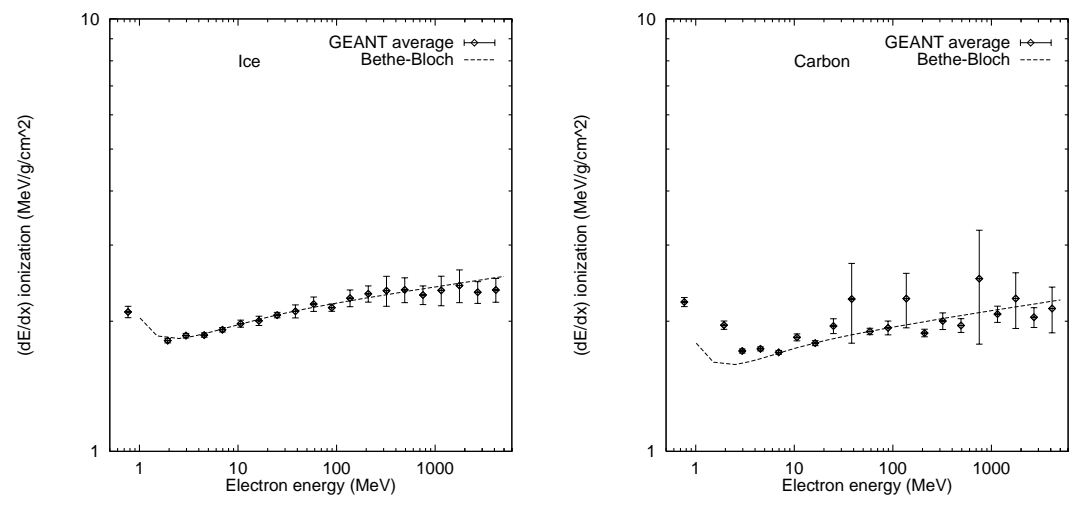 10
GEANT average
Ice
Bethe-Bloch
(dE/dx) ionization (MeV/g/cm^2)
1
1
10
100
1000
Electron energy (MeV)
10
GEANT average
Carbon
Bethe-Bloch
(dE/dx) ionization (MeV/g/cm^2)
1
1
10
100
1000
Electron energy (MeV)